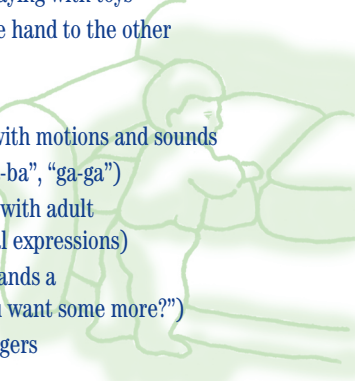 ying with toys
e hand to the other
with motions and sounds
-ba”, “ga-ga”)
with adult
l expressions)
ands a
want some more?”)
gers